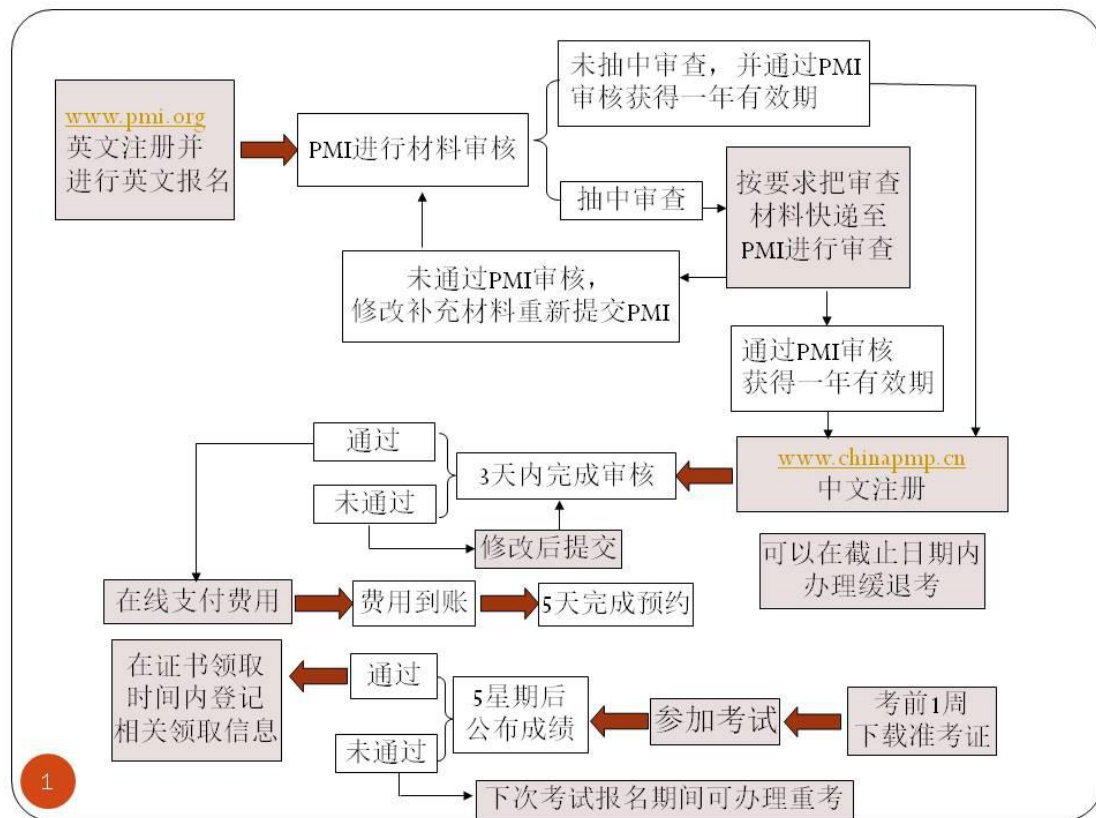 www.pmi.org
英文注册并
进行英文报名
PMI进行材料审核
未抽中审查，并通过PMI
审核获得一年有效期
抽中审查
按要求把审查
材料快递至
PMI进行审查
未通过PMI审核，
修改补充材料重新提交PMI
通过PMI审核
获得一年有效期
www.chinapmp.cn
中文注册
3天内完成审核
通过
未通过
修改后提交
可以在截止日期内
办理缓退考
在线支付费用
费用到账
5天完成预约
考前1周
下载准考证
参加考试
5星期后
公布成绩
通过
在证书领取
时间内登记
相关领取信息
未通过
下次考试报名期间可办理重考
1